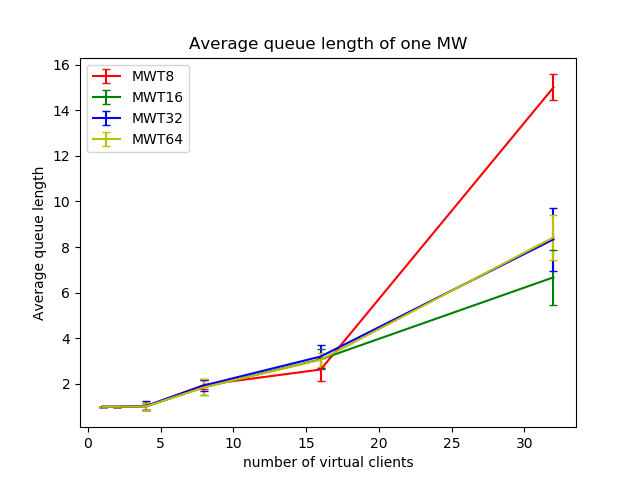 Average queue length of one MW
MWT8
MWT16
MWT32
MWT64
Average queue length
16
14
12
10
8
6
4
2
0
5
10
15
20
25
30
number of virtual clients